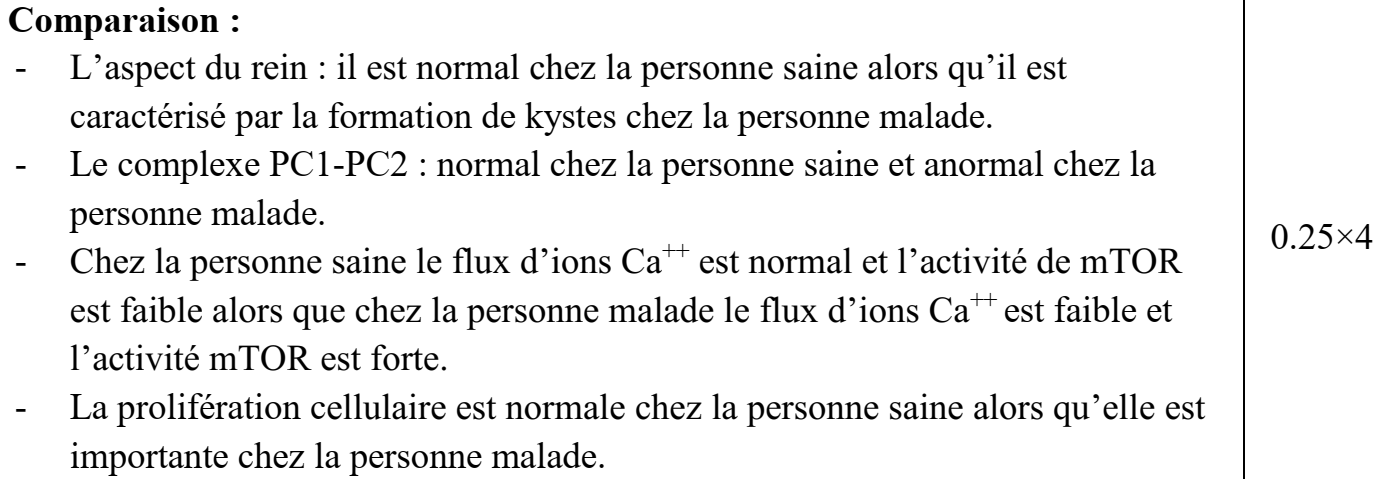 Comparaison :
- L’aspect du rein : il est normal chez la personne saine alors qu’il est
caractérisé par la formation de kystes chez la personne malade.
- Le complexe PC1-PC2 : normal chez la personne saine et anormal chez la
personne malade.
- Chez la personne saine le flux d’ions Ca⁺⁺ est normal et l’activité de mTOR
est faible alors que chez la personne malade le flux d’ions Ca⁺⁺ est faible et
l’activité mTOR est forte.
- La prolifération cellulaire est normale chez la personne saine alors qu’elle est
importante chez la personne malade.
0.25×4